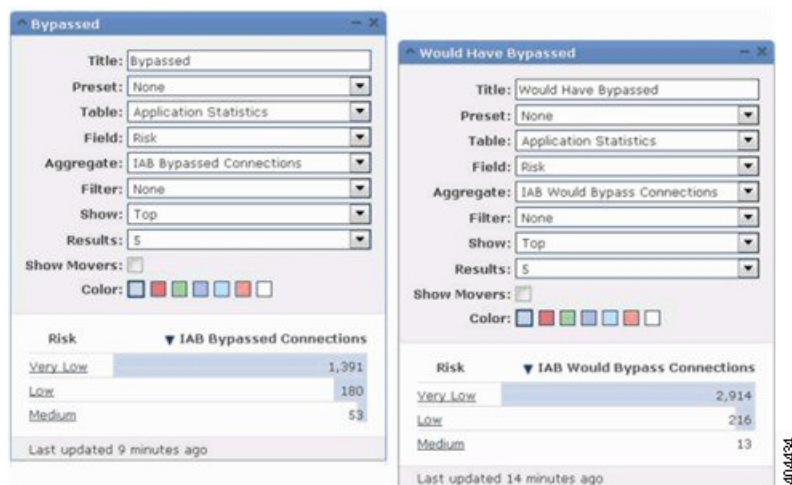 Bypassed
Title: Bypassed
Preset: None
Table: Application Statistics
Field: Risk
Aggregate: IAB Bypassed Connections
Filter: None
Show: Top
Results: 5
Show Movers:
Color:
Risk IAB Bypassed Connections
Very Low 1,391
Low 180
Medium 53
Last updated 9 minutes ago
Would Have Bypassed
Title: Would Have Bypassed
Preset: None
Table: Application Statistics
Field: Risk
Aggregate: IAB Would Bypass Connections
Filter: None
Show: Top
Results: 5
Show Movers:
Color:
Risk IAB Would Bypass Connections
Very Low 2,914
Low 216
Medium 13
Last updated 14 minutes ago
404434